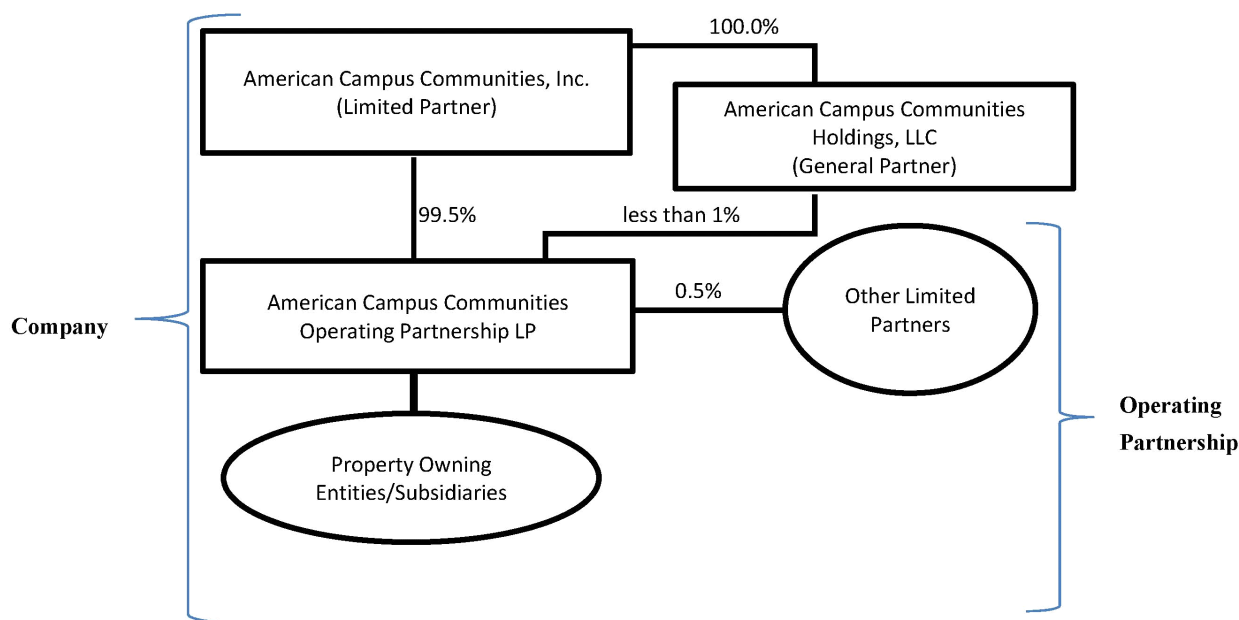 100.0%
American Campus Communities, Inc.
(Limited Partner)
American Campus Communities
Holdings, LLC
(General Partner)
99.5%
less than 1%
American Campus Communities
Operating Partnership LP
0.5%
Other Limited
Partners
Company
Operating
Partnership
Property Owning
Entities/Subsidiaries